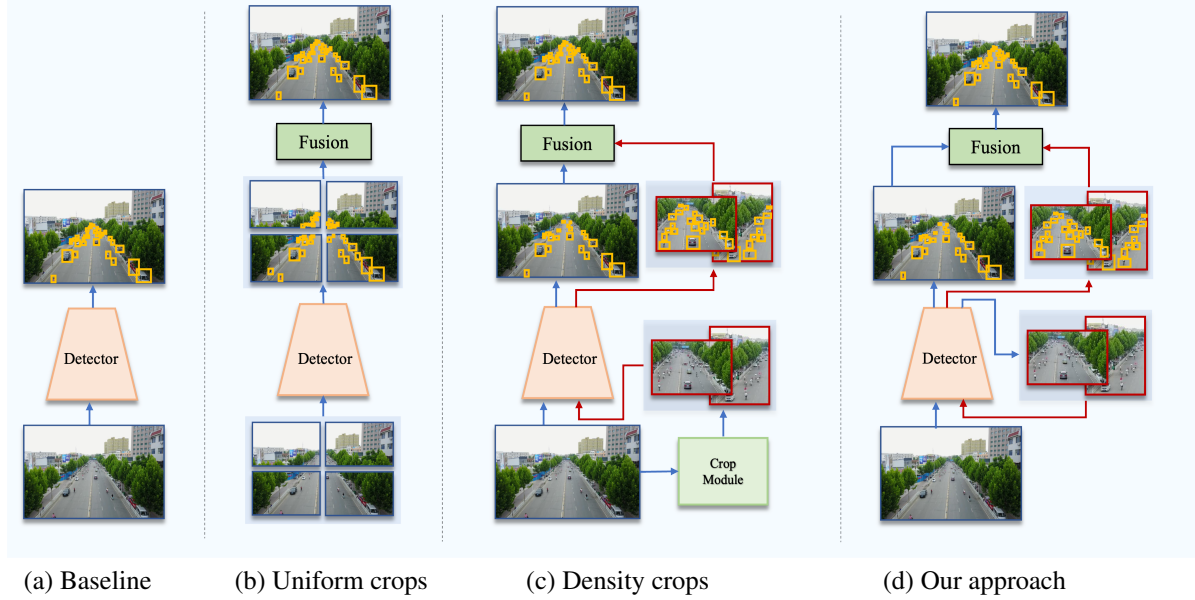 Fusion
Fusion
Fusion
Detector
Detector
Detector
Detector
Crop
Module
(a) Baseline
(b) Uniform crops
(c) Density crops
(d) Our approach